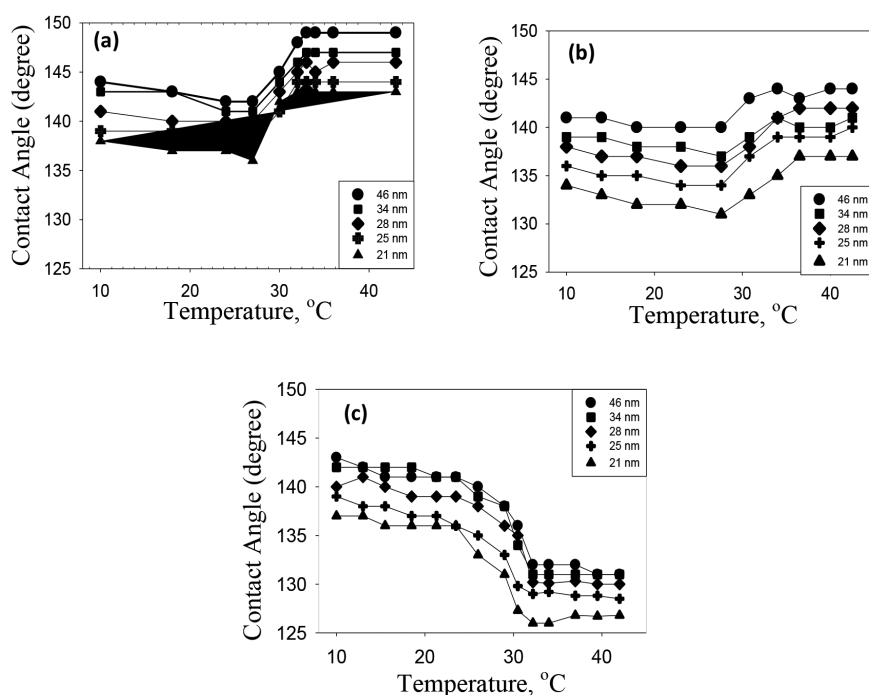 (a)
Contact Angle (degree)
150
145
140
135
130
125
46 nm
34 nm
28 nm
25 nm
21 nm
10
20
30
40
Temperature, °C
(b)
Contact Angle (degree)
150
145
140
135
130
125
46 nm
34 nm
28 nm
25 nm
21 nm
10
20
30
40
Temperature, °C
(c)
Contact Angle (degree)
150
145
140
135
130
125
46 nm
34 nm
28 nm
25 nm
21 nm
10
20
30
40
Temperature, °C